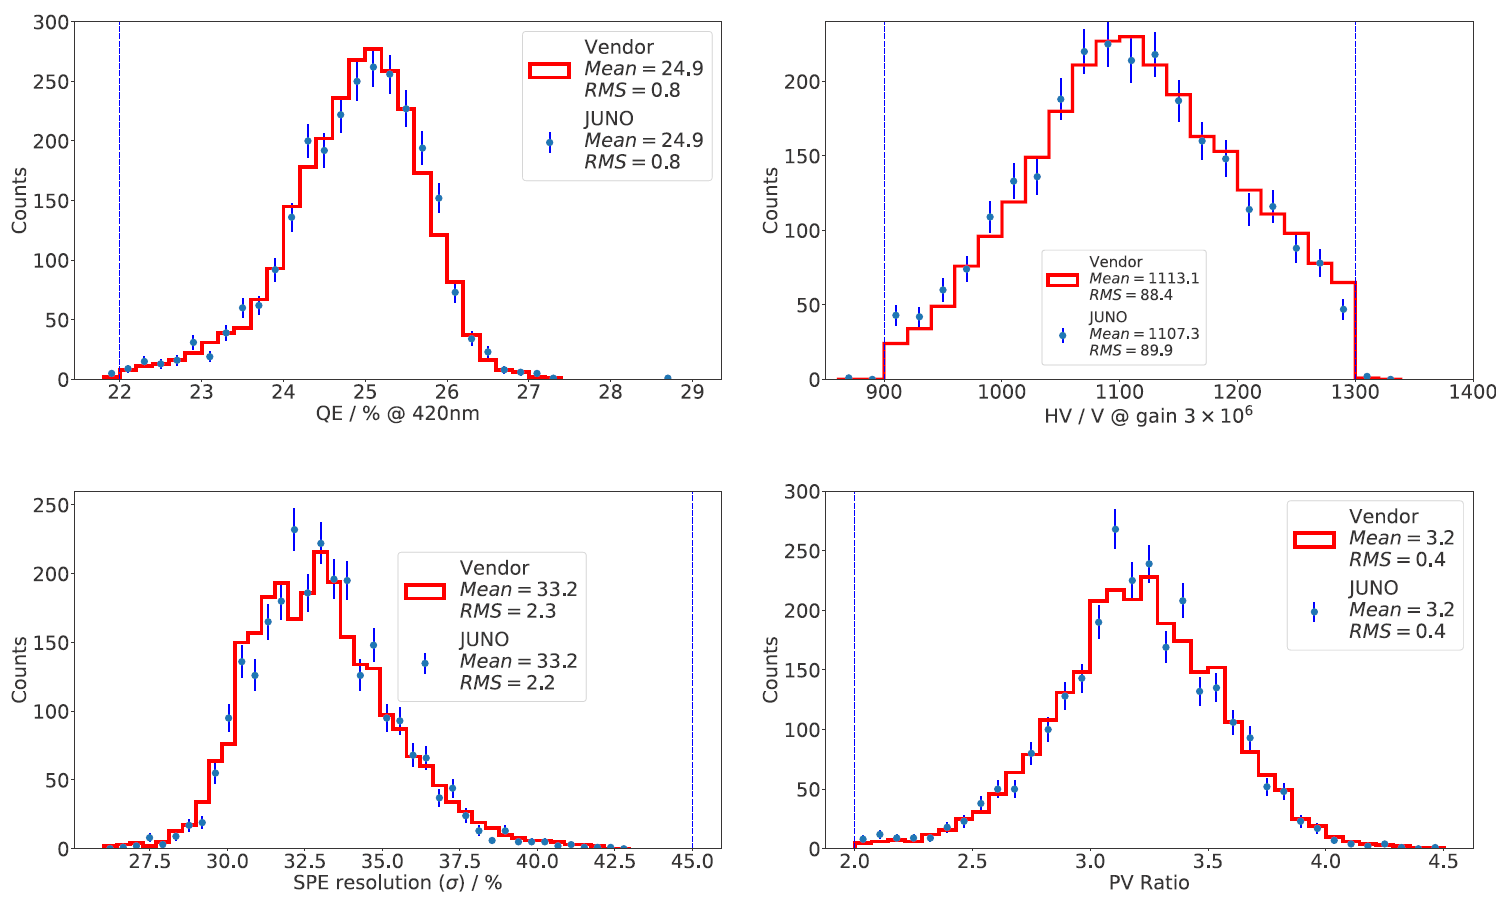 300
250
200
150
100
50
0
Counts
Vendor
Mean = 24.9
RMS = 0.8
JUNO
Mean = 24.9
RMS = 0.8
22 23 24 25 26 27 28 29
QE / % @ 420nm
200
150
100
50
0
Counts
Vendor
Mean = 1113.1
RMS = 88.4
JUNO
Mean = 1107.3
RMS = 89.9
900 1000 1100 1200 1300 1400
HV / V @ gain 3 × 10⁶
250
200
150
100
50
0
Counts
Vendor
Mean = 33.2
RMS = 2.3
JUNO
Mean = 33.2
RMS = 2.2
27.5 30.0 32.5 35.0 37.5 40.0 42.5 45.0
SPE resolution (σ) / %
300
250
200
150
100
50
0
Counts
Vendor
Mean = 3.2
RMS = 0.4
JUNO
Mean = 3.2
RMS = 0.4
2.0 2.5 3.0 3.5 4.0 4.5
PV Ratio